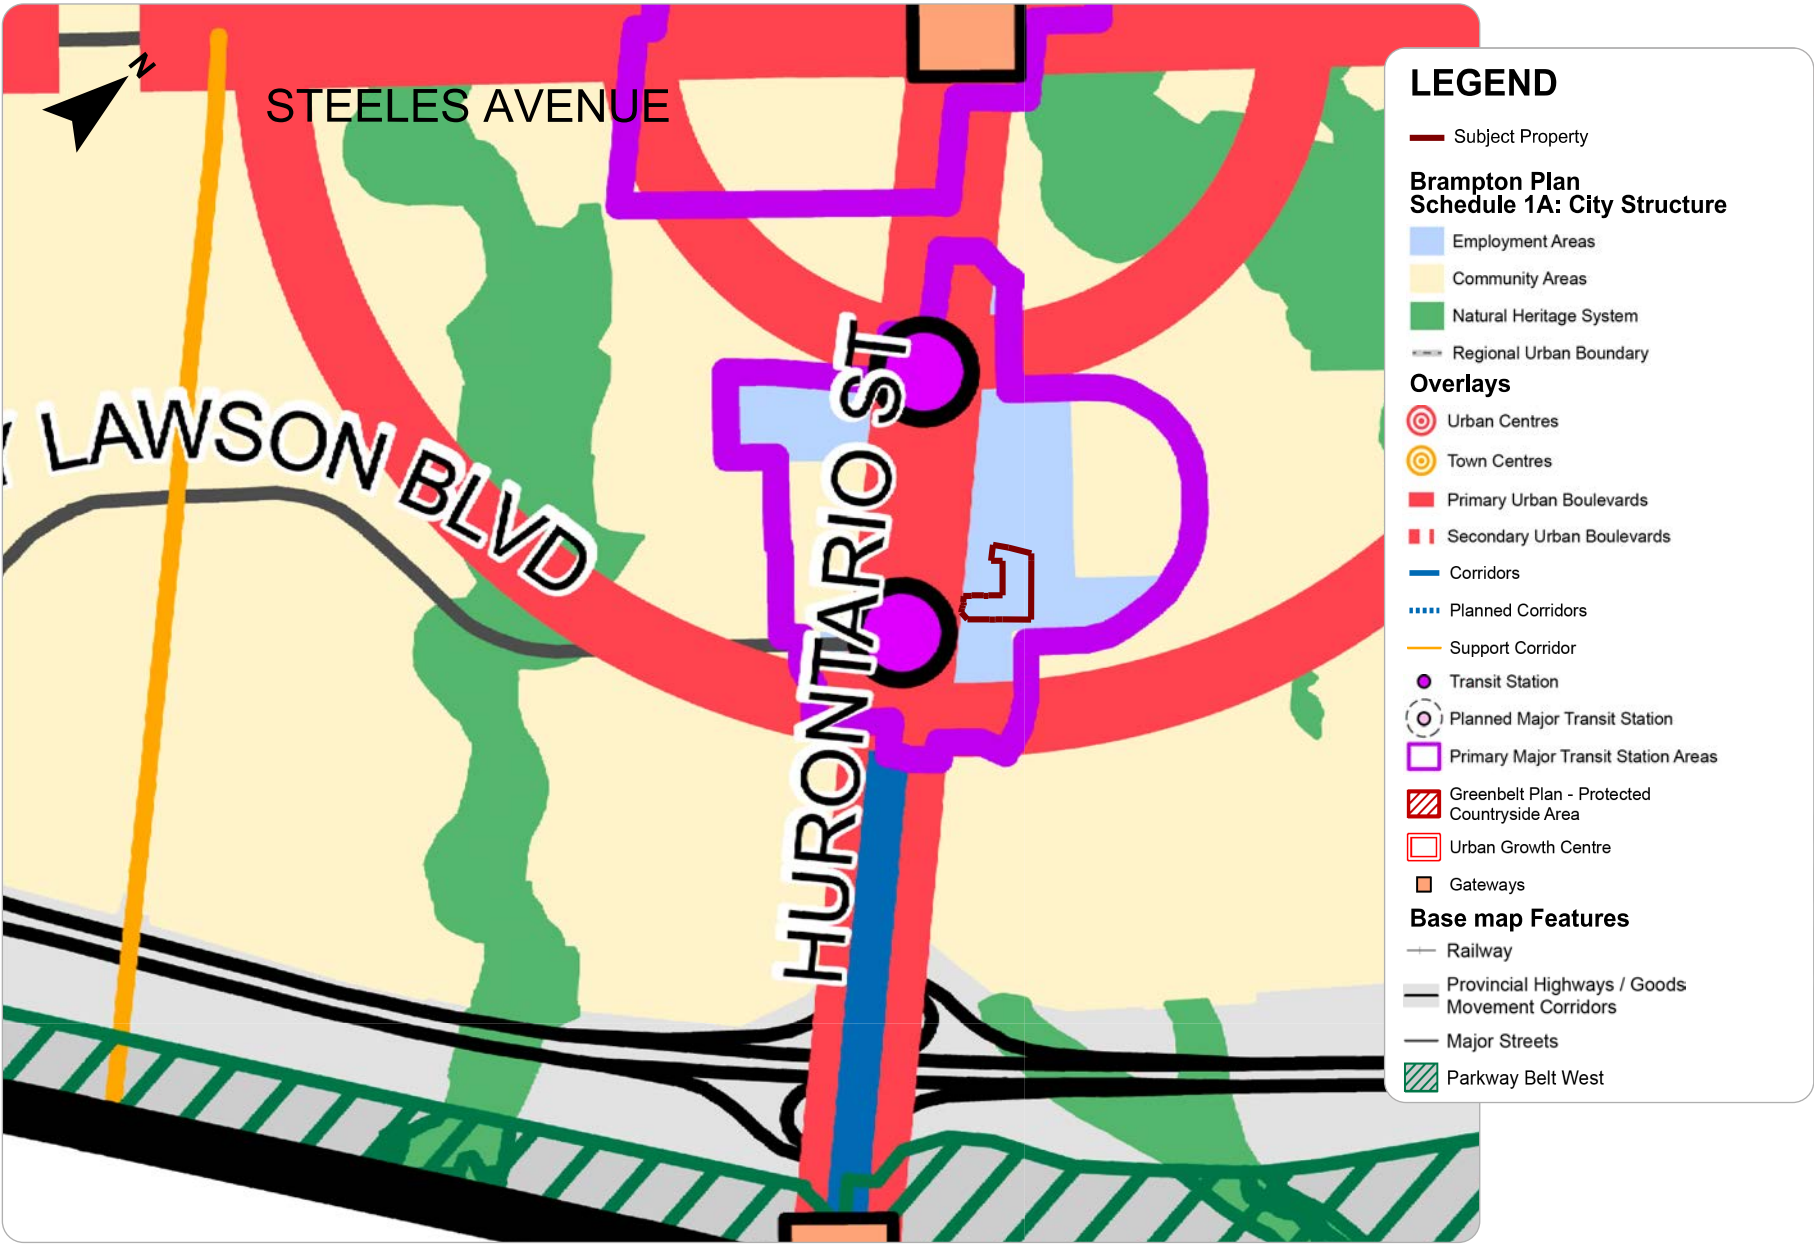 N
STEELES AVENUE
LAWSON BLVD
HURONTARIO ST
LEGEND
Subject Property
Brampton Plan
Schedule 1A: City Structure
Employment Areas
Community Areas
Natural Heritage System
Regional Urban Boundary
Overlays
Urban Centres
Town Centres
Primary Urban Boulevards
Secondary Urban Boulevards
Corridors
Planned Corridors
Support Corridor
Transit Station
Planned Major Transit Station
Primary Major Transit Station Areas
Greenbelt Plan - Protected
Countryside Area
Urban Growth Centre
Gateways
Base map Features
Railway
Provincial Highways / Goods
Movement Corridors
Major Streets
Parkway Belt West